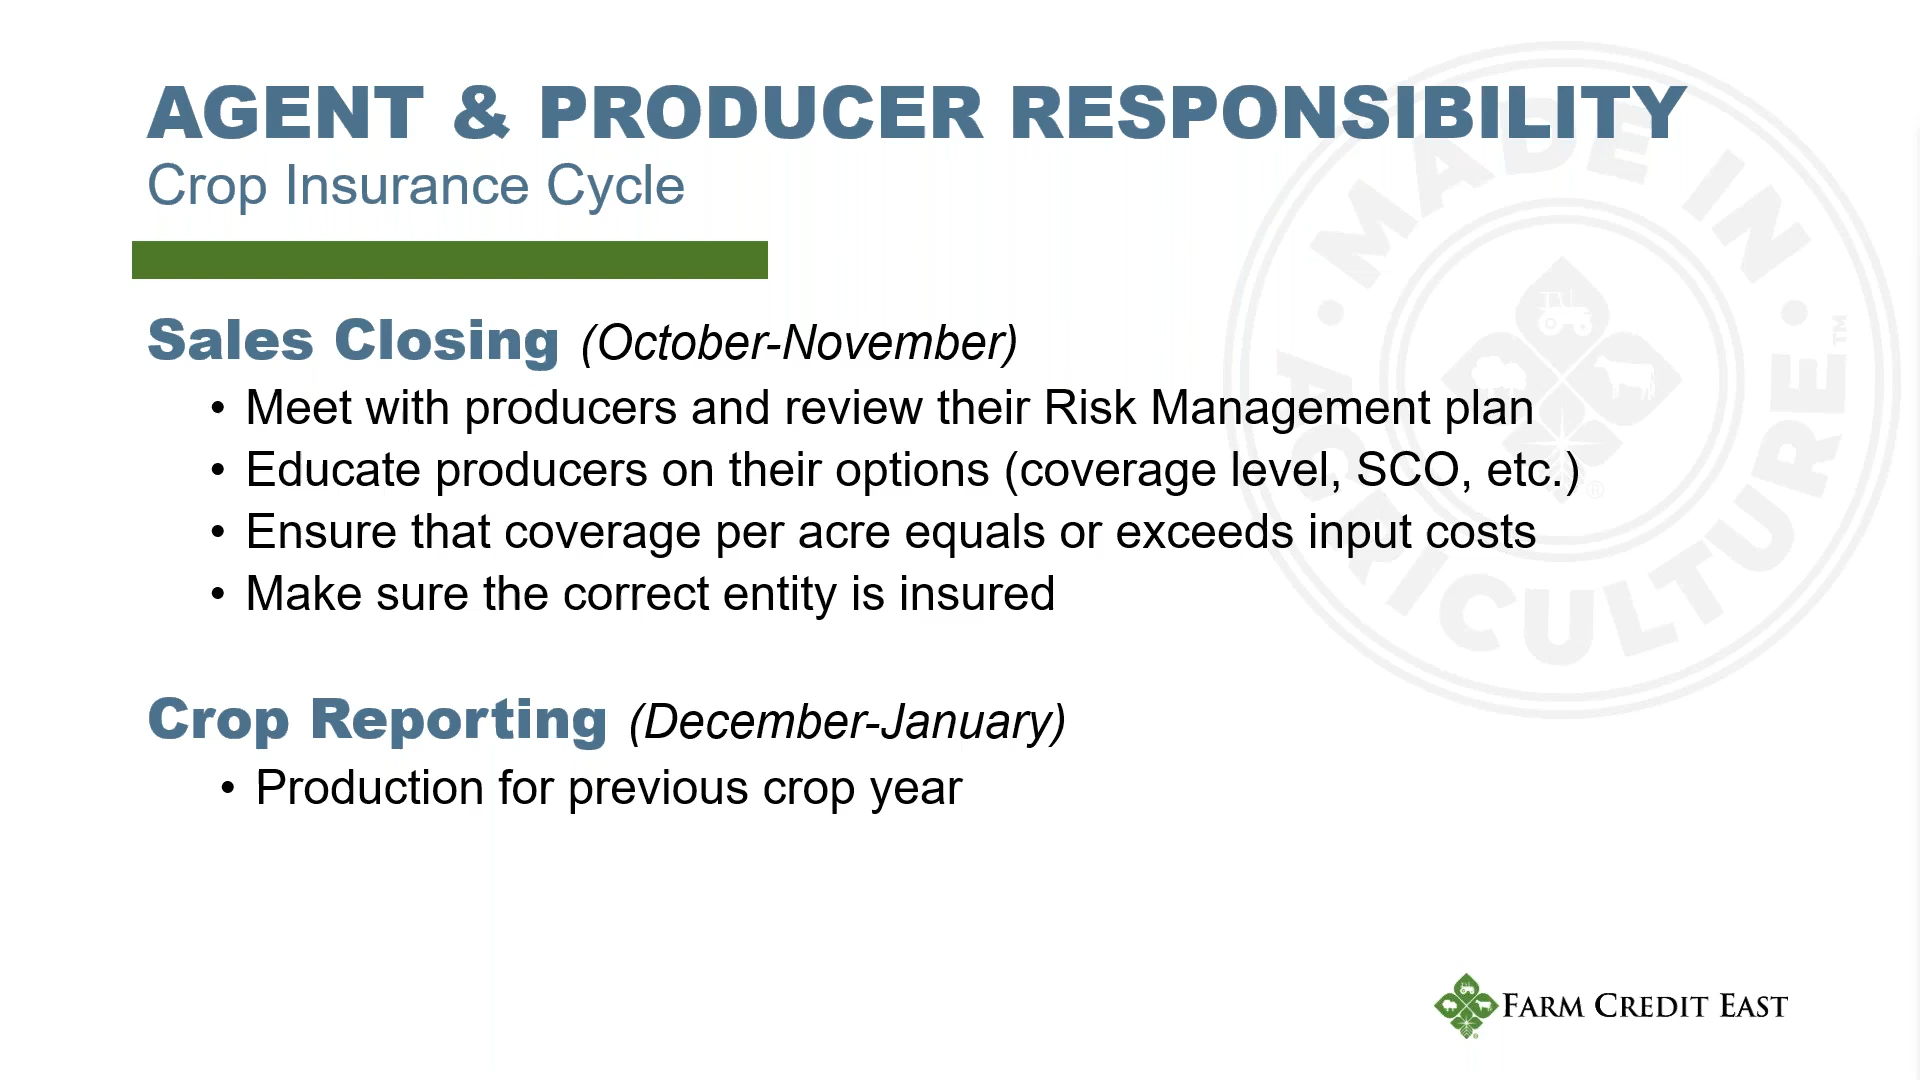 AGENT & PRODUCER RESPONSIBILITY
Crop Insurance Cycle
Sales Closing (October-November)
• Meet with producers and review their Risk Management plan
• Educate producers on their options (coverage level, SCO, etc.)
• Ensure that coverage per acre equals or exceeds input costs
• Make sure the correct entity is insured
Crop Reporting (December-January)
• Production for previous crop year
• MADE IN •
AGRICULTURE™
®
FARM CREDIT EAST